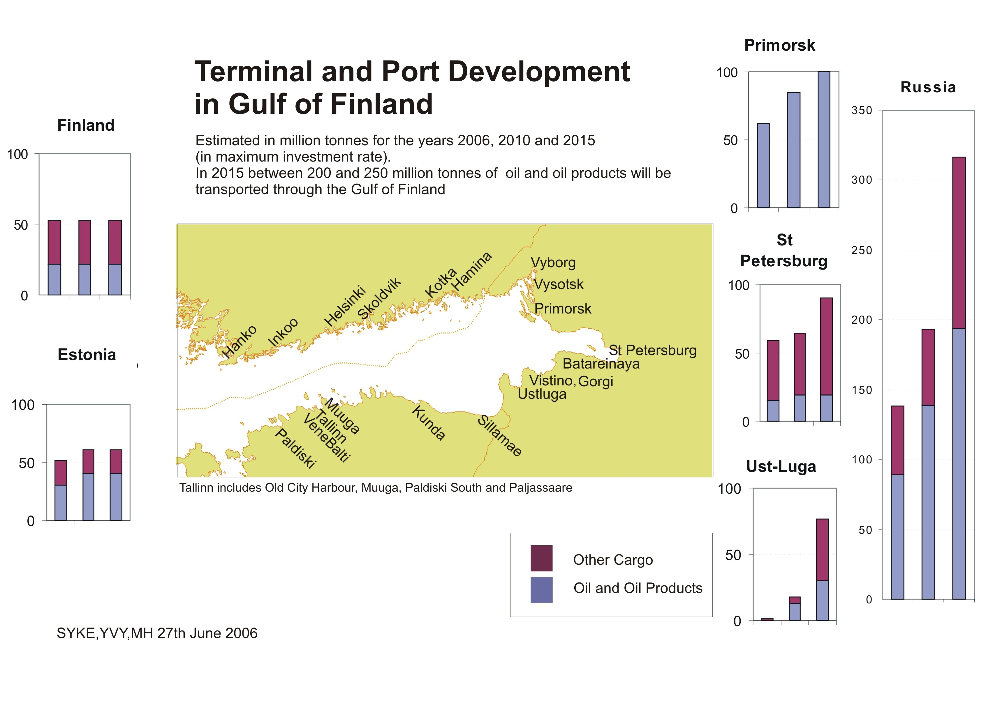 Terminal and Port Development
in Gulf of Finland
Estimated in million tonnes for the years 2006, 2010 and 2015
(in maximum investment rate).
In 2015 between 200 and 250 million tonnes of  oil and oil products will be
transported through the Gulf of Finland
Finland
100
50
0
Estonia
100
50
0
Hanko
Inkoo
Helsinki
Skoldvik
Kotka
Hamina
Vyborg
Vysotsk
Primorsk
St Petersburg
Batareinaya
Vistino, Gorgi
Ustluga
Sillamae
Kunda
Muuga
Tallinn
VeneBalti
Paldiski
Tallinn includes Old City Harbour, Muuga, Paldiski South and Paljassaare
Other Cargo
Oil and Oil Products
Primorsk
100
50
0
St
Petersburg
100
50
0
Ust-Luga
100
50
0
Russia
350
300
250
200
150
100
50
0
SYKE,YVY,MH 27th June 2006